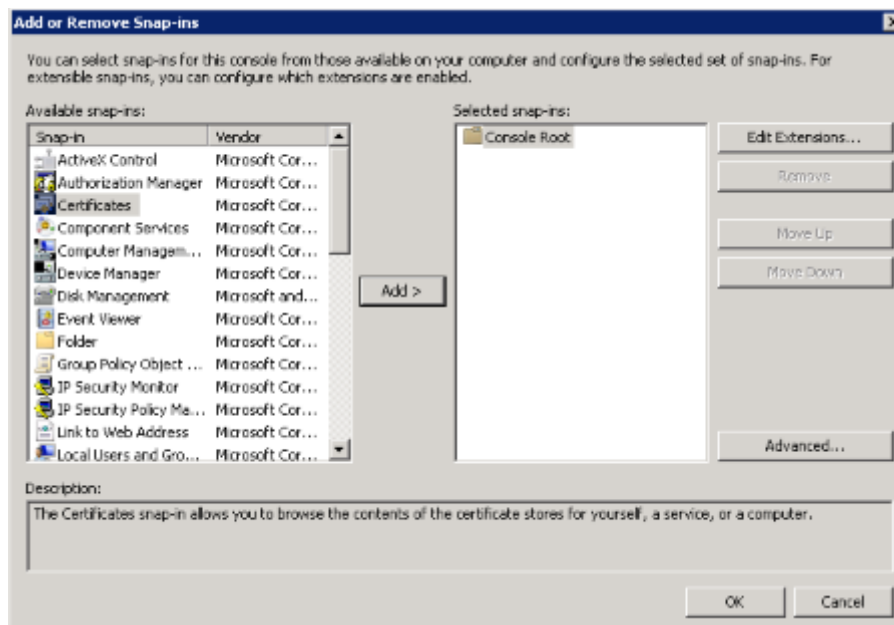 Add or Remove Snap-ins
You can select snap-ins for this console from those available on your computer and configure the selected set of snap-ins. For
extensible snap-ins, you can configure which extensions are enabled.
Available snap-ins:
Snap-in Vendor
ActiveX Control Microsoft Cor...
Authorization Manager Microsoft Cor...
Certificates Microsoft Cor...
Component Services Microsoft Cor...
Computer Managem... Microsoft Cor...
Device Manager Microsoft Cor...
Disk Management Microsoft and...
Event Viewer Microsoft Cor...
Folder Microsoft Cor...
Group Policy Object ... Microsoft Cor...
IP Security Monitor Microsoft Cor...
IP Security Policy Ma... Microsoft Cor...
Link to Web Address Microsoft Cor...
Local Users and Gro... Microsoft Cor...
Add >
Selected snap-ins:
Console Root
Edit Extensions...
Remove
Move Up
Move Down
Advanced...
Description:
The Certificates snap-in allows you to browse the contents of the certificate stores for yourself, a service, or a computer.
OK
Cancel